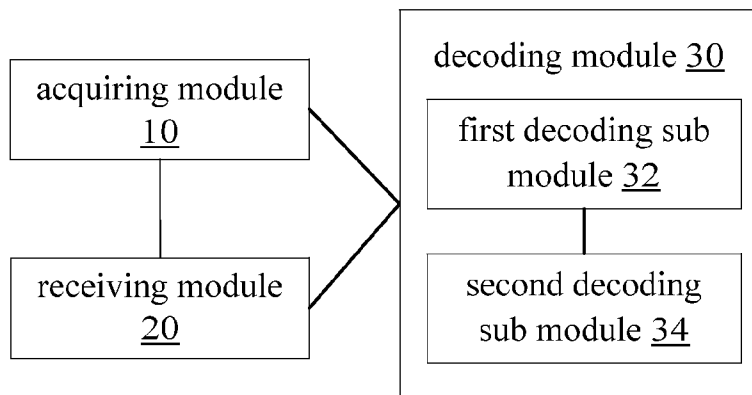 acquiring module
10
receiving module
20
decoding module 30
first decoding sub
module 32
second decoding
sub module 34